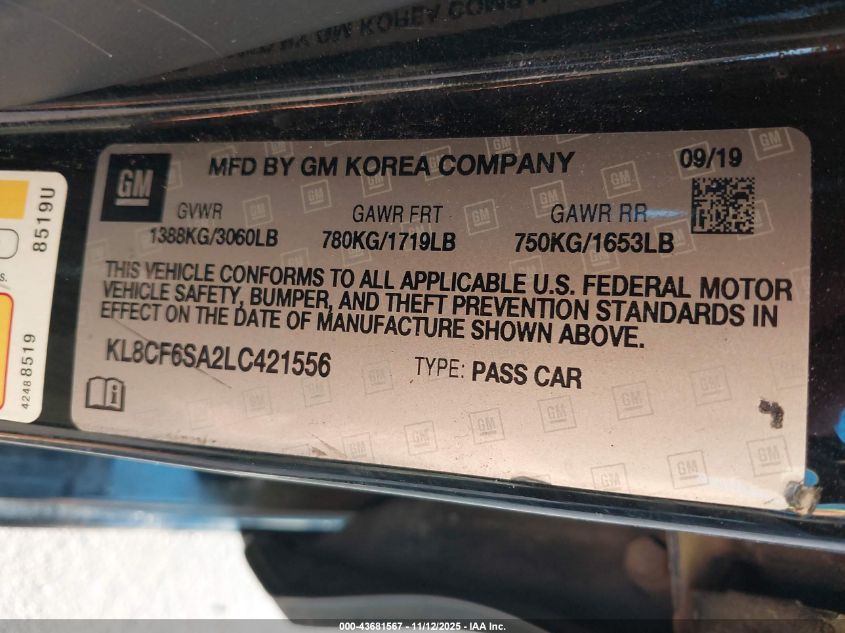 MFD BY GM KOREA COMPANY
09/19
GM
GVWR
GAWR FRT
GAWR RR
1388KG/3060LB
780KG/1719LB
750KG/1653LB
THIS VEHICLE CONFORMS TO ALL APPLICABLE U.S. FEDERAL MOTOR
VEHICLE SAFETY, BUMPER, AND THEFT PREVENTION STANDARDS IN
EFFECT ON THE DATE OF MANUFACTURE SHOWN ABOVE.
KL8CF6SA2LC421556
TYPE: PASS CAR
8519U
s.
42488519
000-43681567 - 11/12/2025 - IAA Inc.